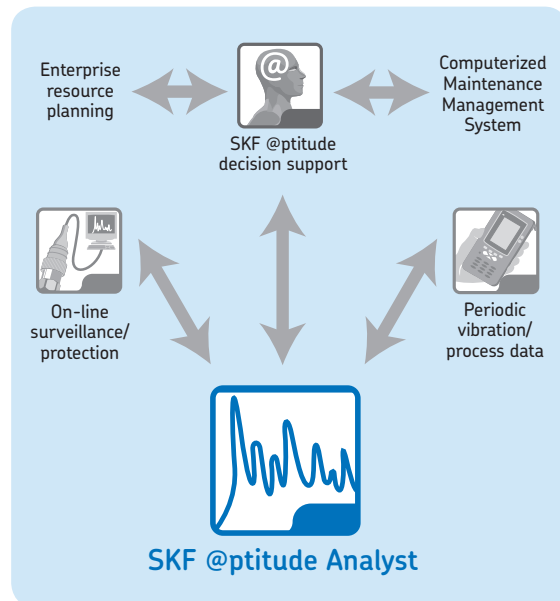 Enterprise
resource
planning
@
SKF @ptitude
decision support
Computerized
Maintenance
Management
System
On-line
surveillance/
protection
Periodic
vibration/
process data
SKF @ptitude Analyst